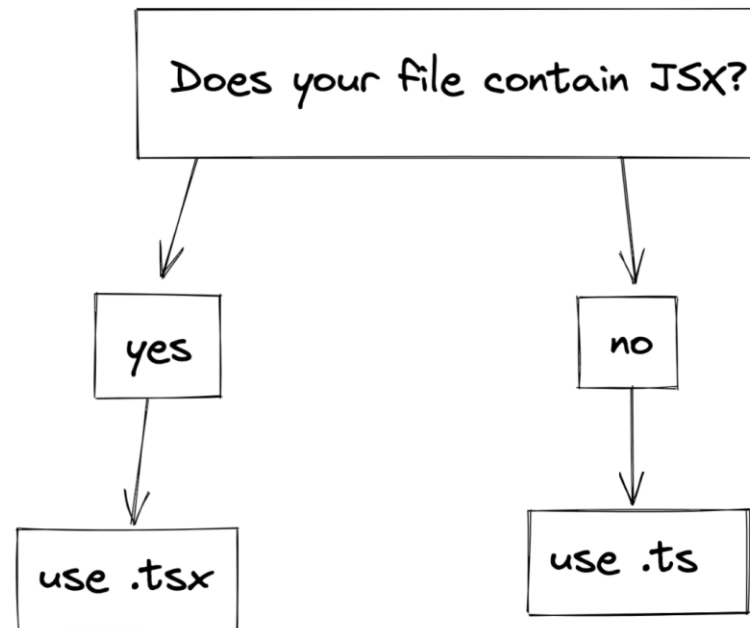 Does your file contain JSX?
yes
no
use .tsx
use .ts